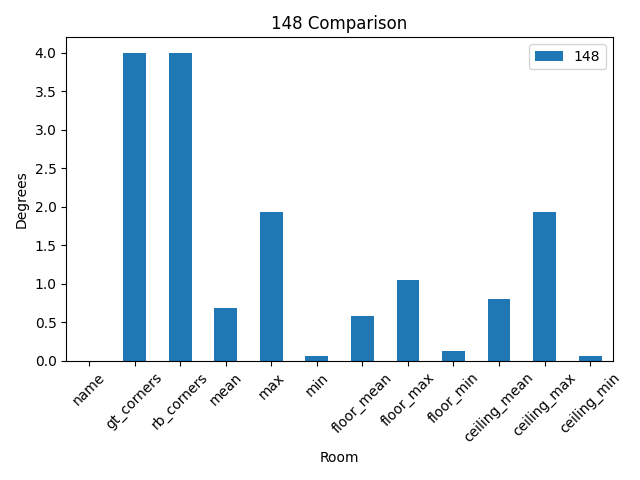 148 Comparison
148
Degrees
4.0
3.5
3.0
2.5
2.0
1.5
1.0
0.5
0.0
name
gt_corners
rb_corners
mean
max
min
floor_mean
floor_max
floor_min
ceiling_mean
ceiling_max
ceiling_min
Room